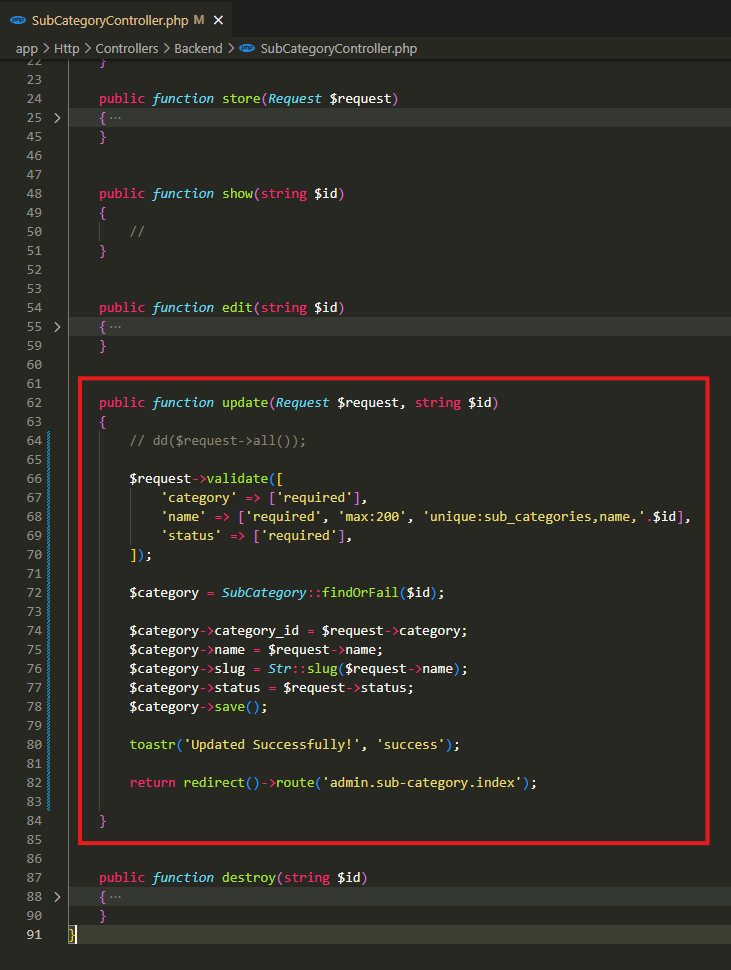 php SubCategoryController.php M ×
app > Http > Controllers > Backend > php SubCategoryController.php
22 }
23
24 public function store(Request $request)
25 > { ...
45 }
46
47
48 public function show(string $id)
49 {
50 //
51 }
52
53
54 public function edit(string $id)
55 > { ...
59 }
60
61
62 public function update(Request $request, string $id)
63 {
64 // dd($request->all());
65
66 $request->validate([
67 'category' => ['required'],
68 'name' => ['required', 'max:200', 'unique:sub_categories,name,'.$id],
69 'status' => ['required'],
70 ]);
71
72 $category = SubCategory::findOrFail($id);
73
74 $category->category_id = $request->category;
75 $category->name = $request->name;
76 $category->slug = Str::slug($request->name);
77 $category->status = $request->status;
78 $category->save();
79
80 toastr('Updated Successfully!', 'success');
81
82 return redirect()->route('admin.sub-category.index');
83
84 }
85
86
87 public function destroy(string $id)
88 > { ...
90 }
91 }